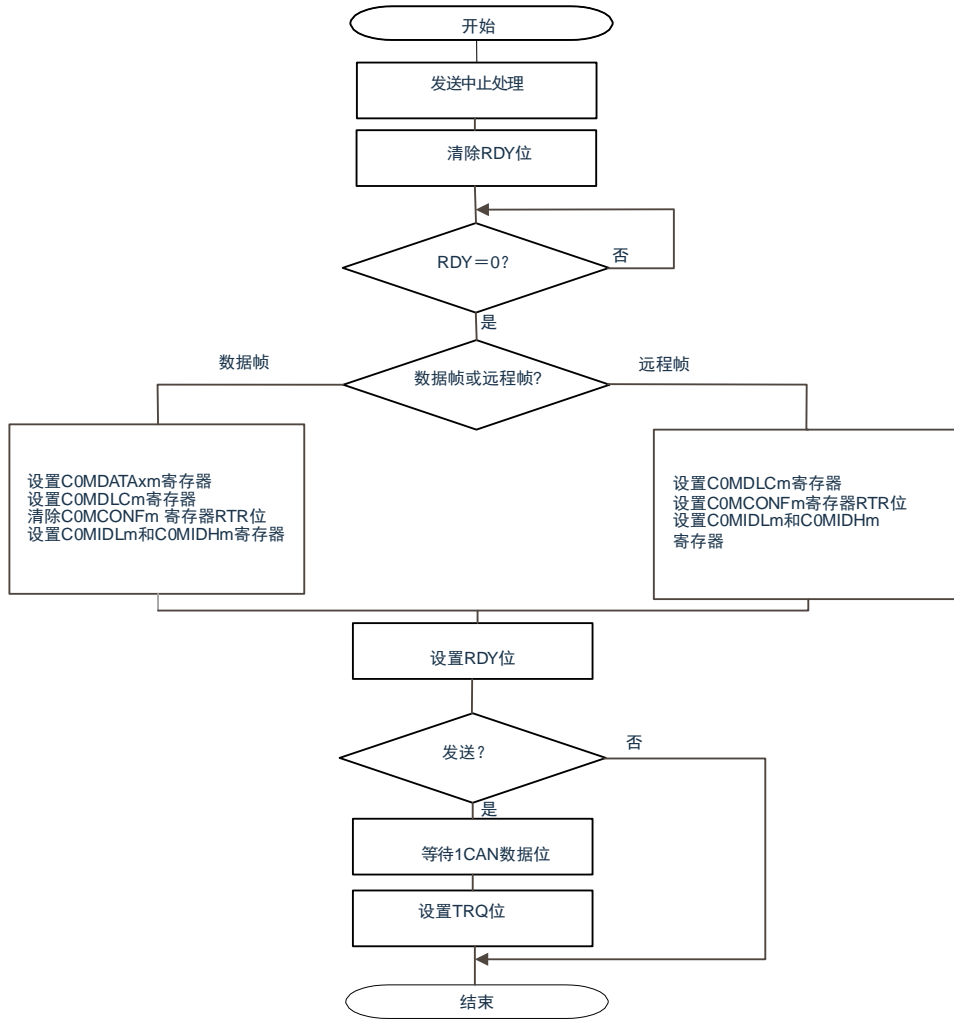 开始
发送中止处理
清除RDY位
RDY＝0?
否
是
数据帧
数据帧或远程帧?
远程帧
设置C0MDATAxm寄存器
设置C0MDLCm寄存器
清除C0MCONFm 寄存器RTR位
设置C0MIDLm和C0MIDHm寄存器
设置C0MDLCm寄存器
设置C0MCONFm寄存器RTR位
设置C0MIDLm和C0MIDHm
寄存器
设置RDY位
发送?
否
是
等待1CAN数据位
设置TRQ位
结束